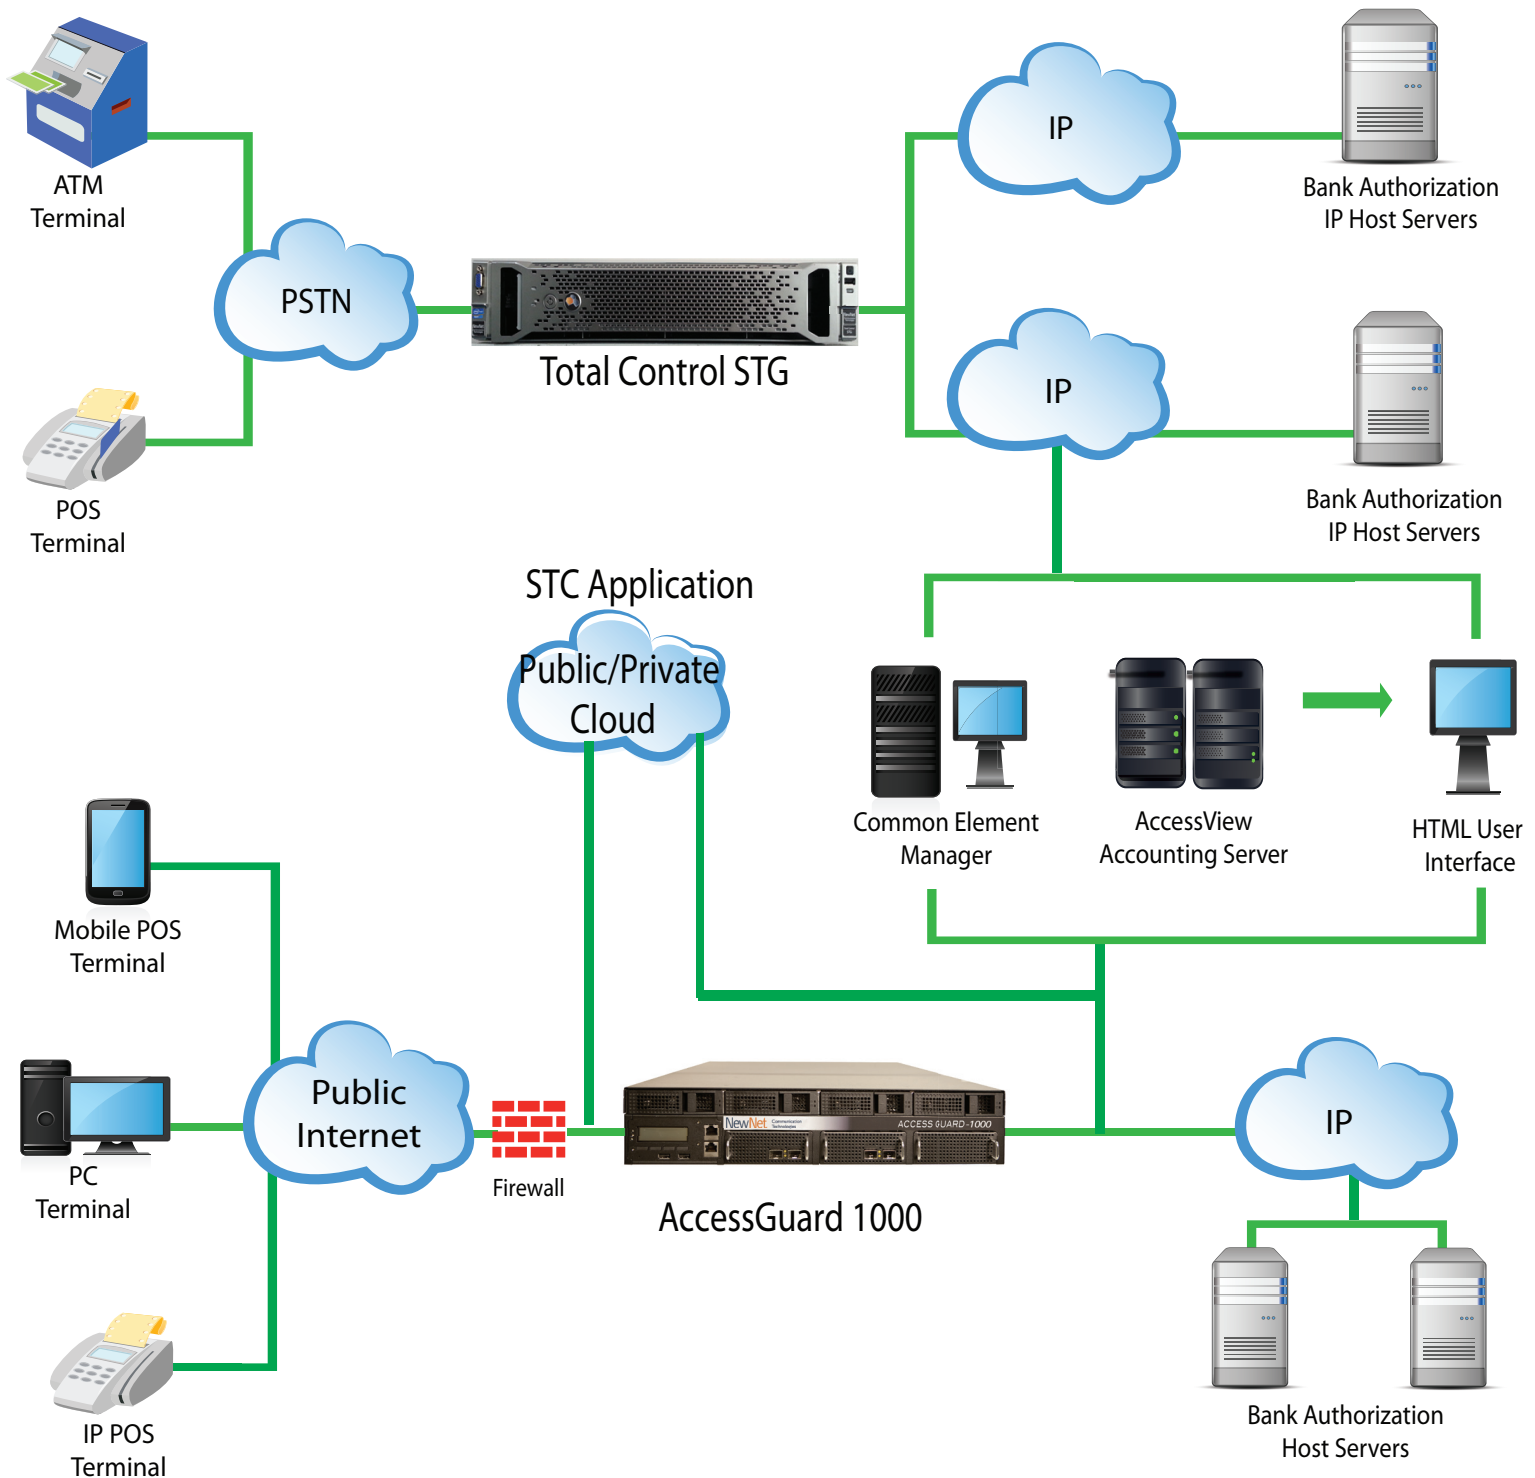 ATM
Terminal
PSTN
POS
Terminal
Total Control STG
IP
Bank Authorization
IP Host Servers
IP
Bank Authorization
IP Host Servers
STC Application
Public/Private
Cloud
Common Element
Manager
AccessView
Accounting Server
HTML User
Interface
Mobile POS
Terminal
PC
Terminal
IP POS
Terminal
Public
Internet
Firewall
NewNet Communication
Technologies
ACCESS GUARD-1000
AccessGuard 1000
IP
Bank Authorization
Host Servers